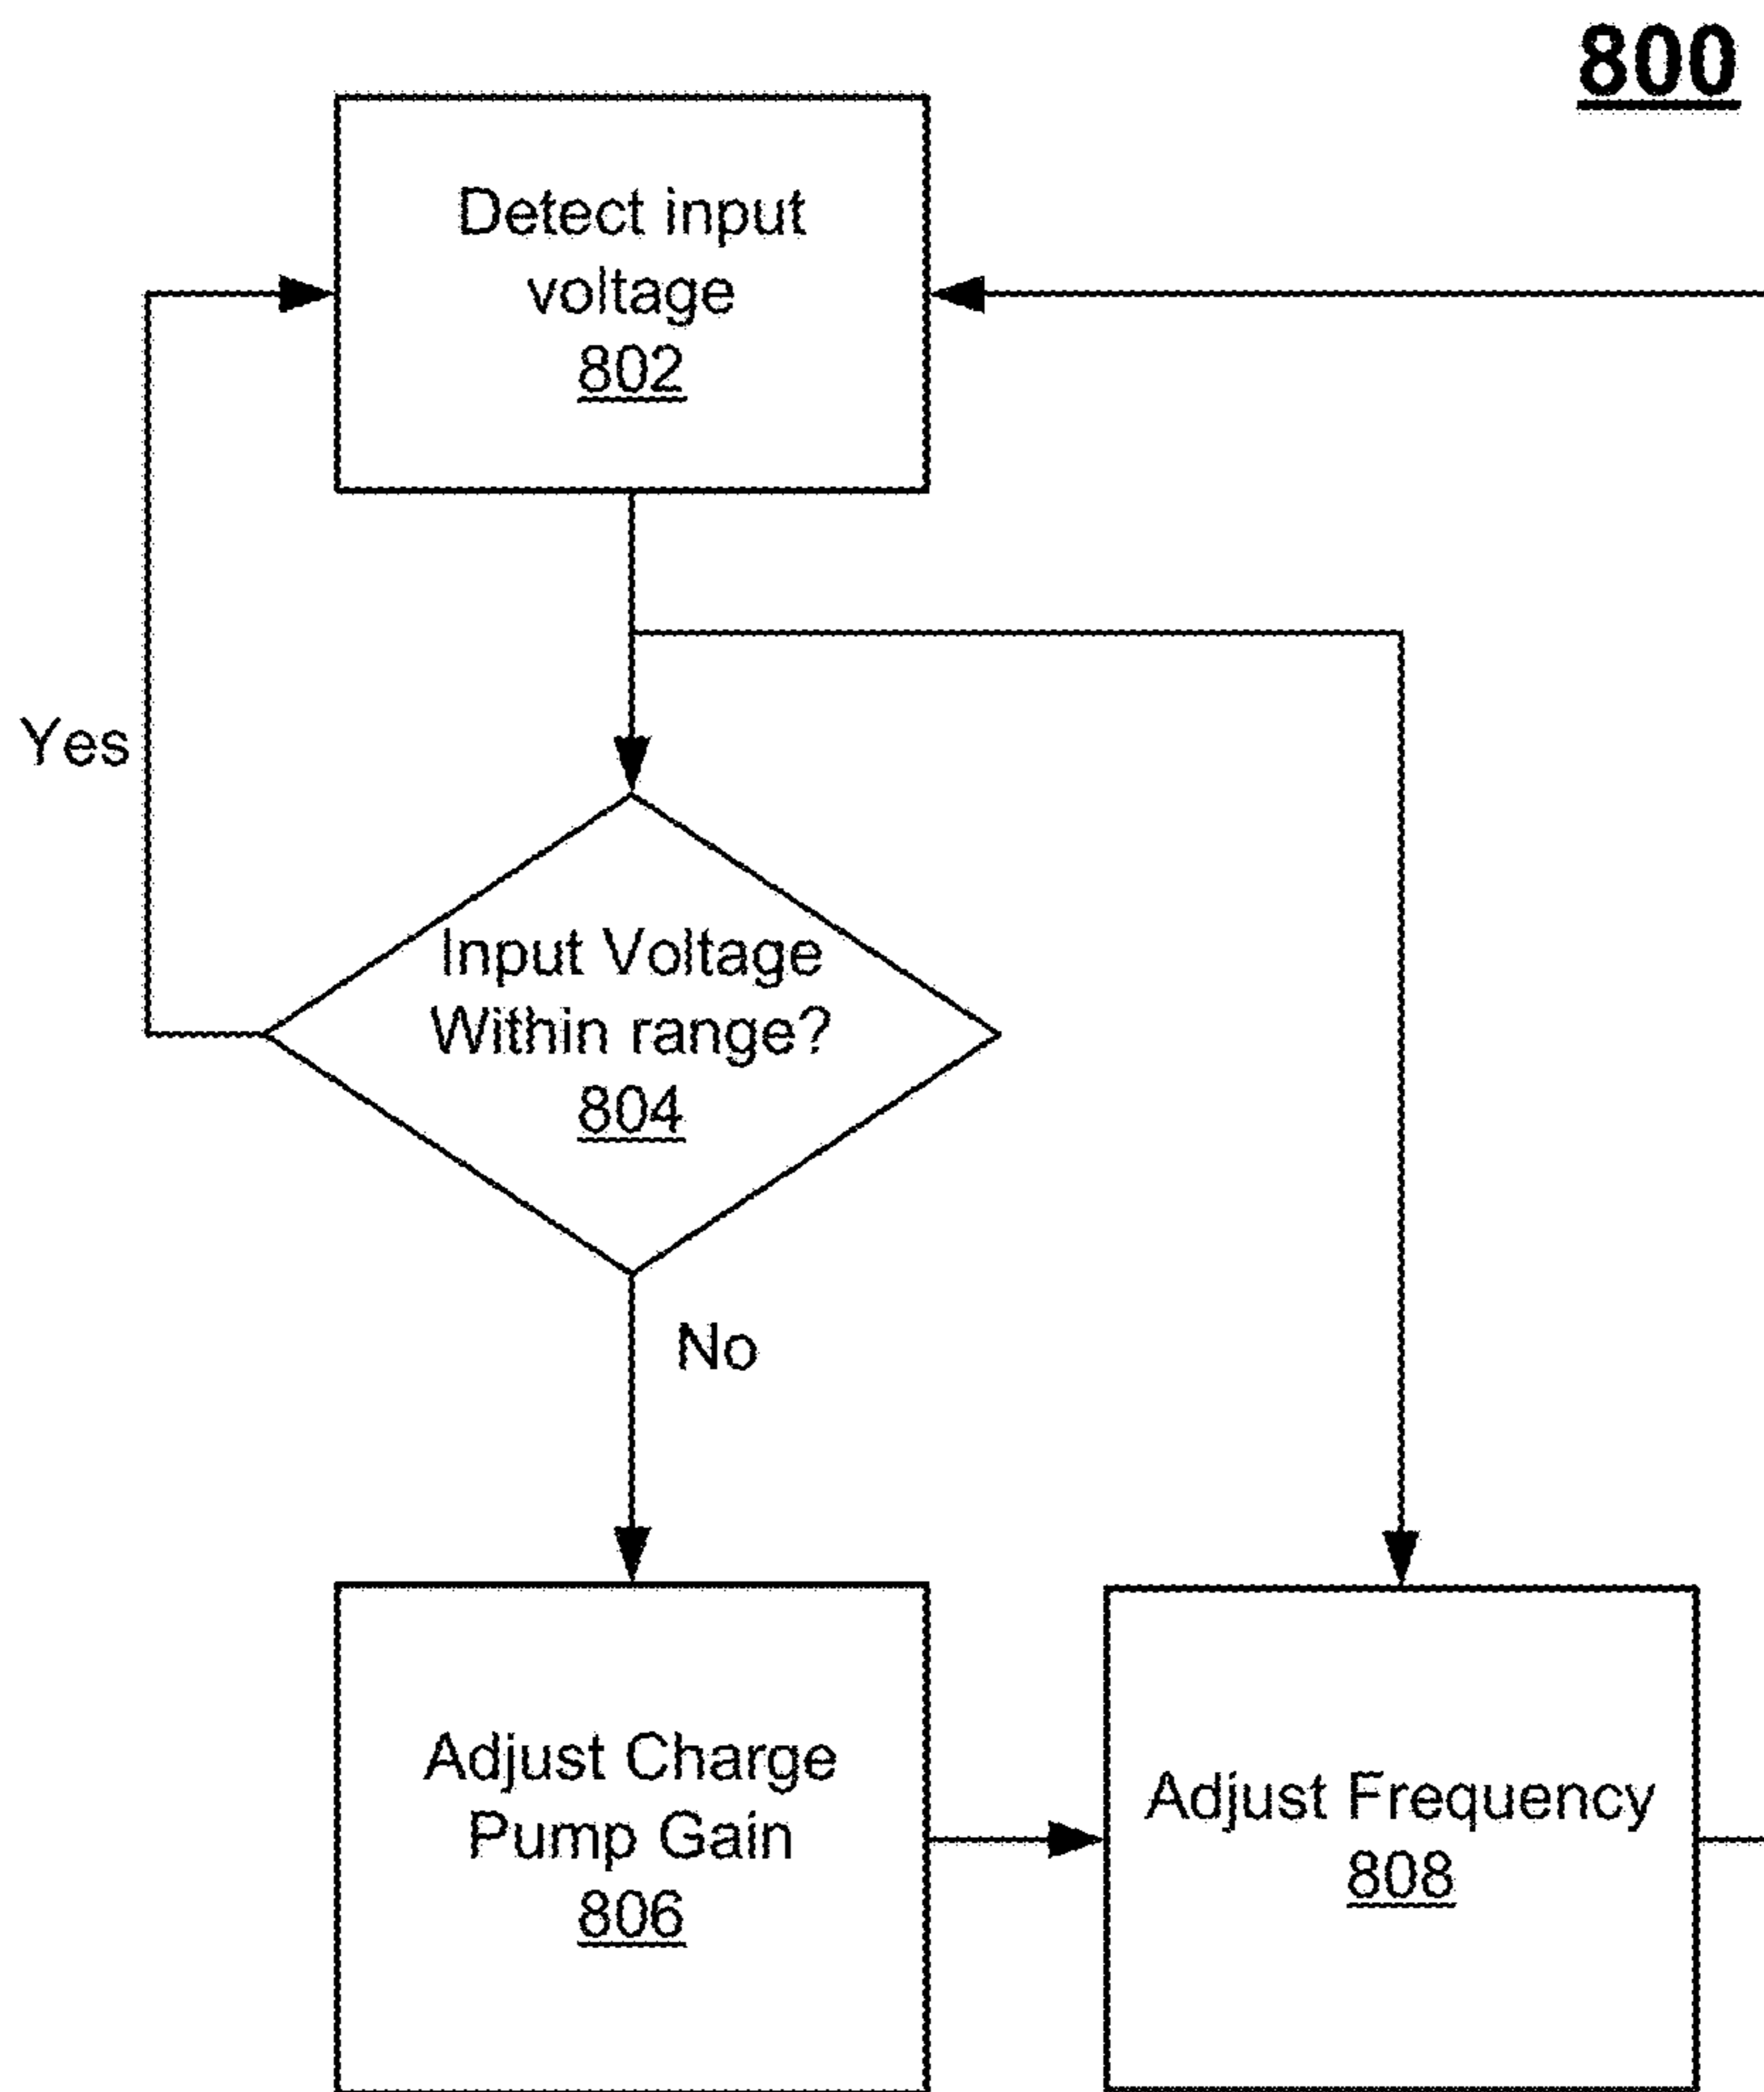 800
Detect input
voltage
802
Yes
Input Voltage
Within range?
804
No
Adjust Charge
Pump Gain
806
Adjust Frequency
808